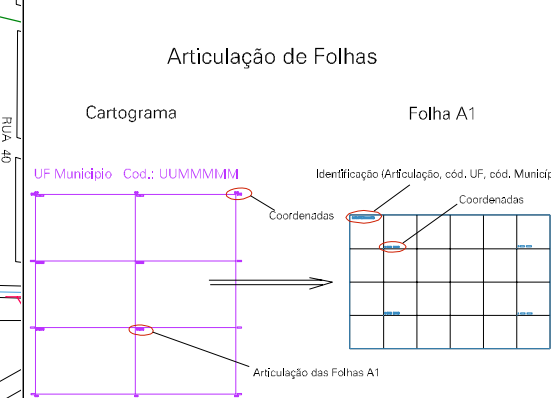 Articulação de Folhas
Cartograma
Folha A1
RUA 40
UF Municipio Cod.: UUMMMMM
Identificação (Articulação, cód. UF, cód. Municíp
Coordenadas
Coordenadas
Articulação das Folhas A1